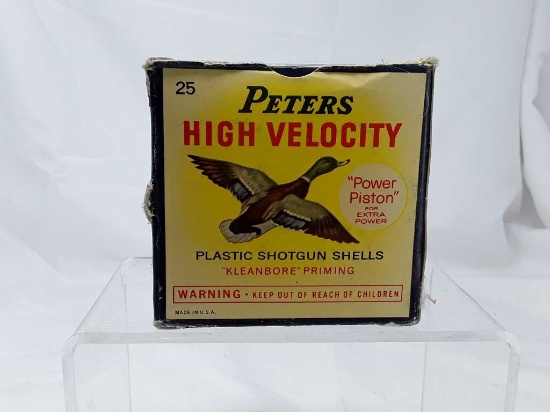 25
PETERS
HIGH VELOCITY
"Power
Piston"
FOR
EXTRA
POWER
PLASTIC SHOTGUN SHELLS
"KLEANBORE" PRIMING
WARNING • KEEP OUT OF REACH OF CHILDREN
MADE IN U.S.A.